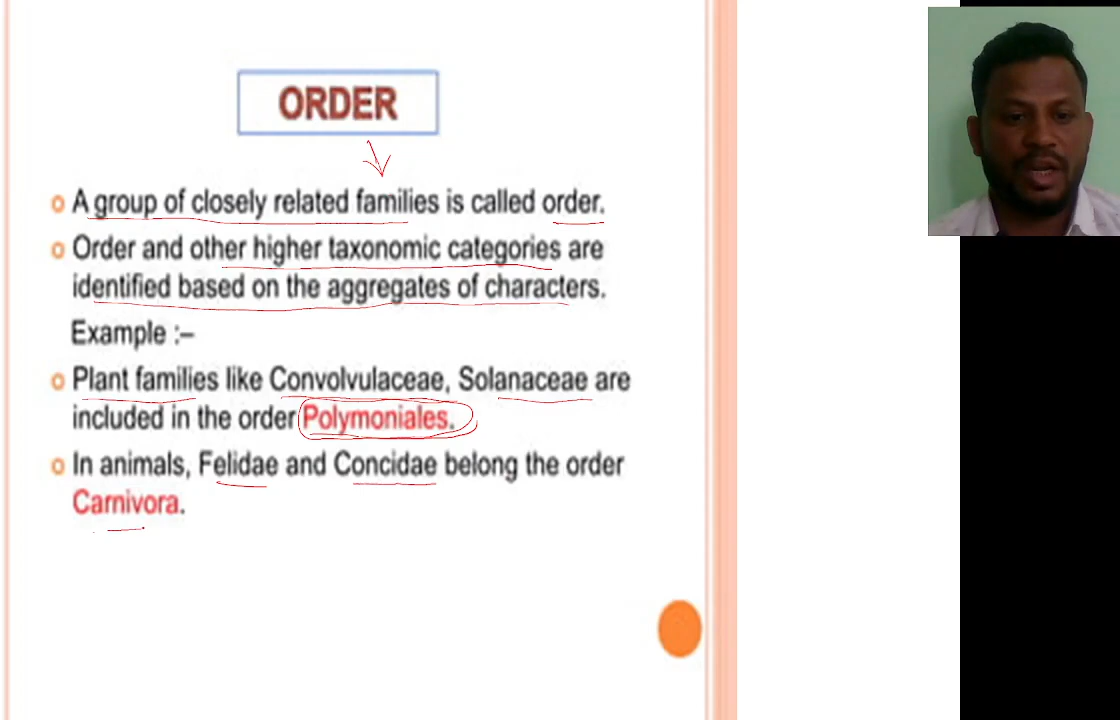 ORDER
A group of closely related families is called order.
Order and other higher taxonomic categories are
identified based on the aggregates of characters.
Example :–
Plant families like Convolvulaceae, Solanaceae are
included in the order Polymoniales.
In animals, Felidae and Concidae belong the order
Carnivora.